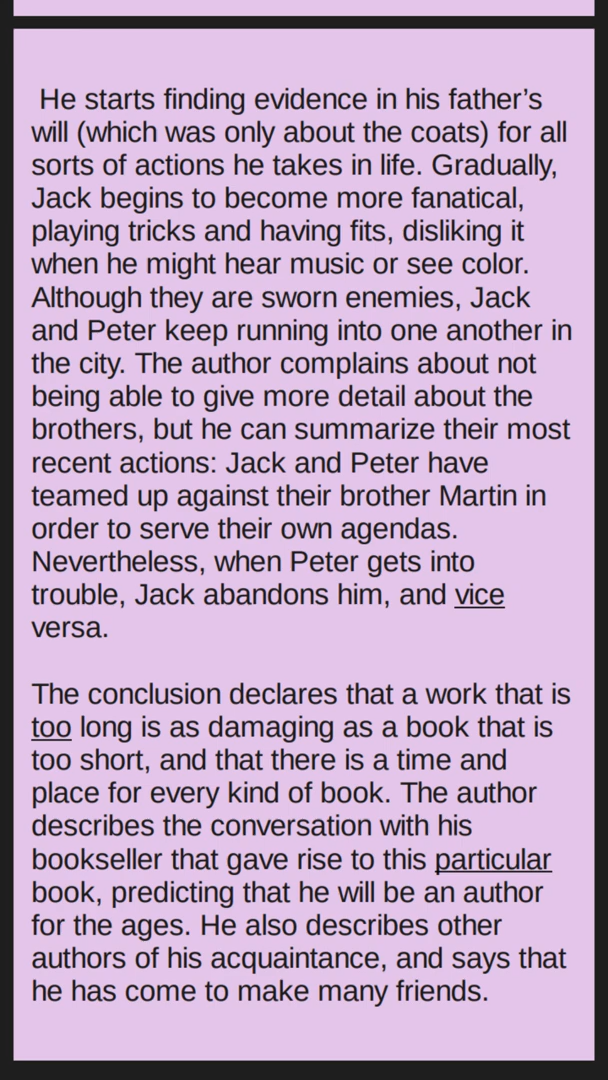 He starts finding evidence in his father’s
will (which was only about the coats) for all
sorts of actions he takes in life. Gradually,
Jack begins to become more fanatical,
playing tricks and having fits, disliking it
when he might hear music or see color.
Although they are sworn enemies, Jack
and Peter keep running into one another in
the city. The author complains about not
being able to give more detail about the
brothers, but he can summarize their most
recent actions: Jack and Peter have
teamed up against their brother Martin in
order to serve their own agendas.
Nevertheless, when Peter gets into
trouble, Jack abandons him, and vice
versa.
The conclusion declares that a work that is
too long is as damaging as a book that is
too short, and that there is a time and
place for every kind of book. The author
describes the conversation with his
bookseller that gave rise to this particular
book, predicting that he will be an author
for the ages. He also describes other
authors of his acquaintance, and says that
he has come to make many friends.